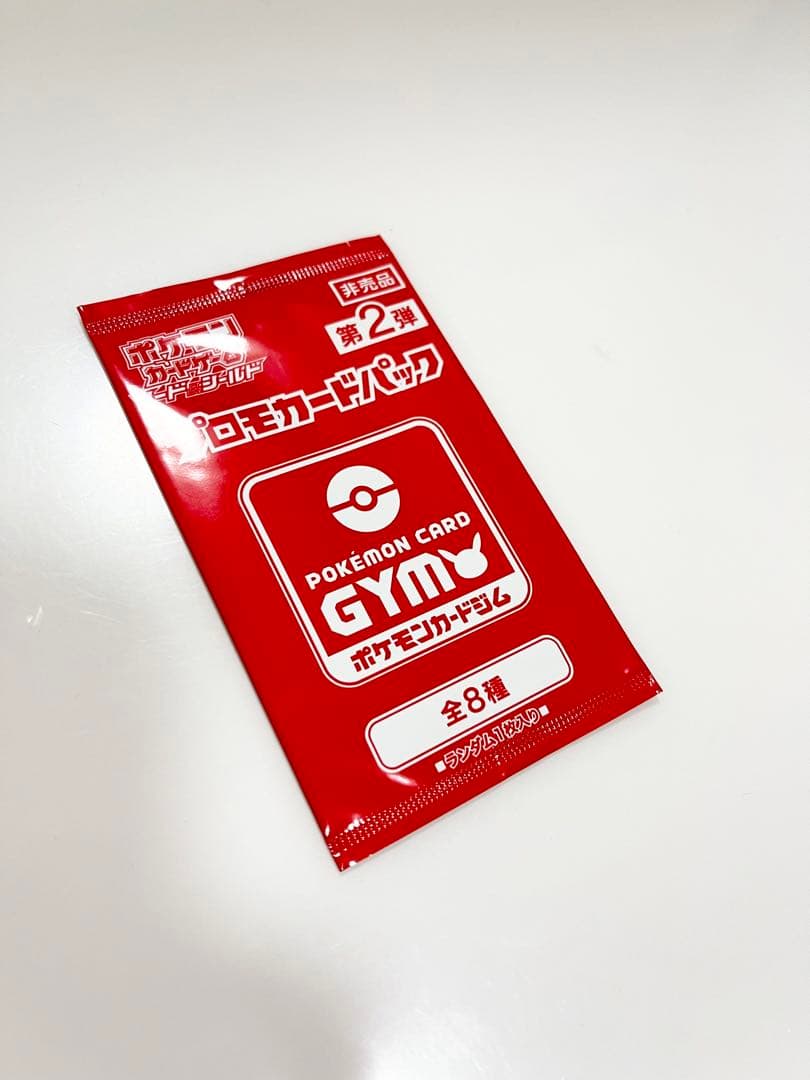 非売品
第2弾
ポケモン
カードゲーム
ソード&シールド
プロモカードパック
POKÉMON CARD
GYM
ポケモンカードジム
全8種
■ランダム1枚入り■